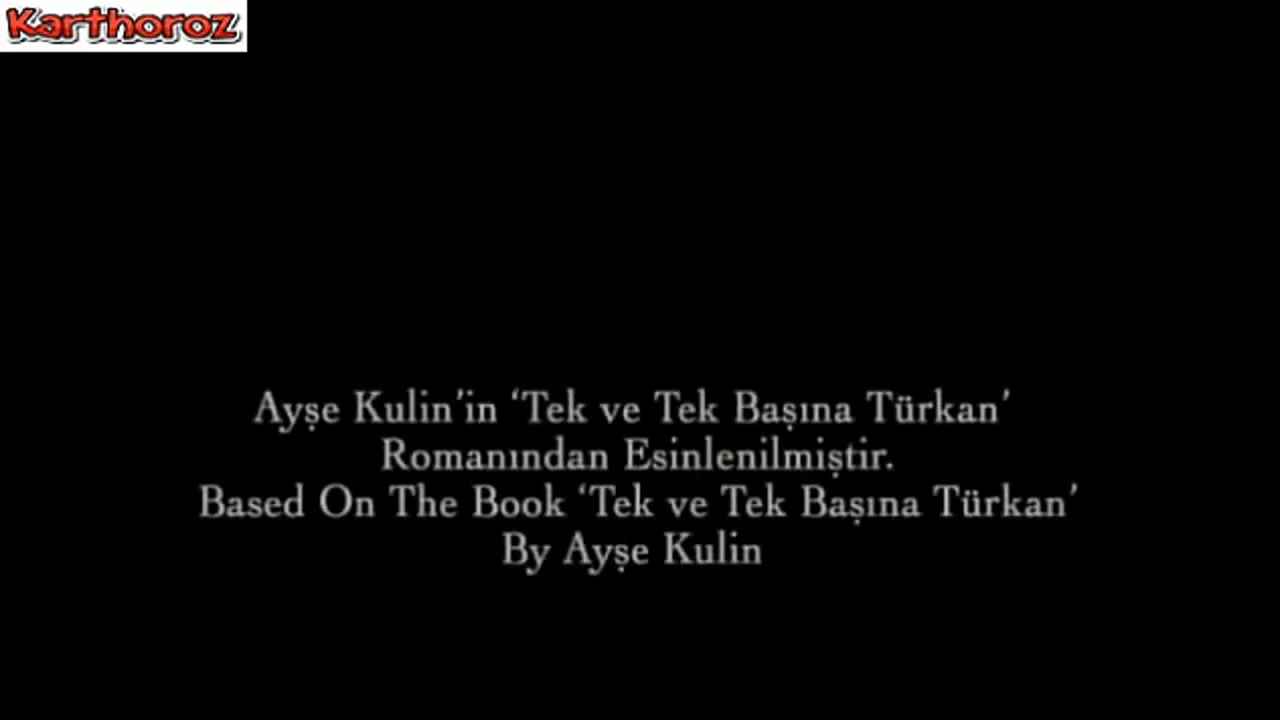 Karthoroz
Ayşe Kulin’in ‘Tek ve Tek Başına Türkan’
Romanından Esinlenilmiştir.
Based On The Book ‘Tek ve Tek Başına Türkan’
By Ayşe Kulin